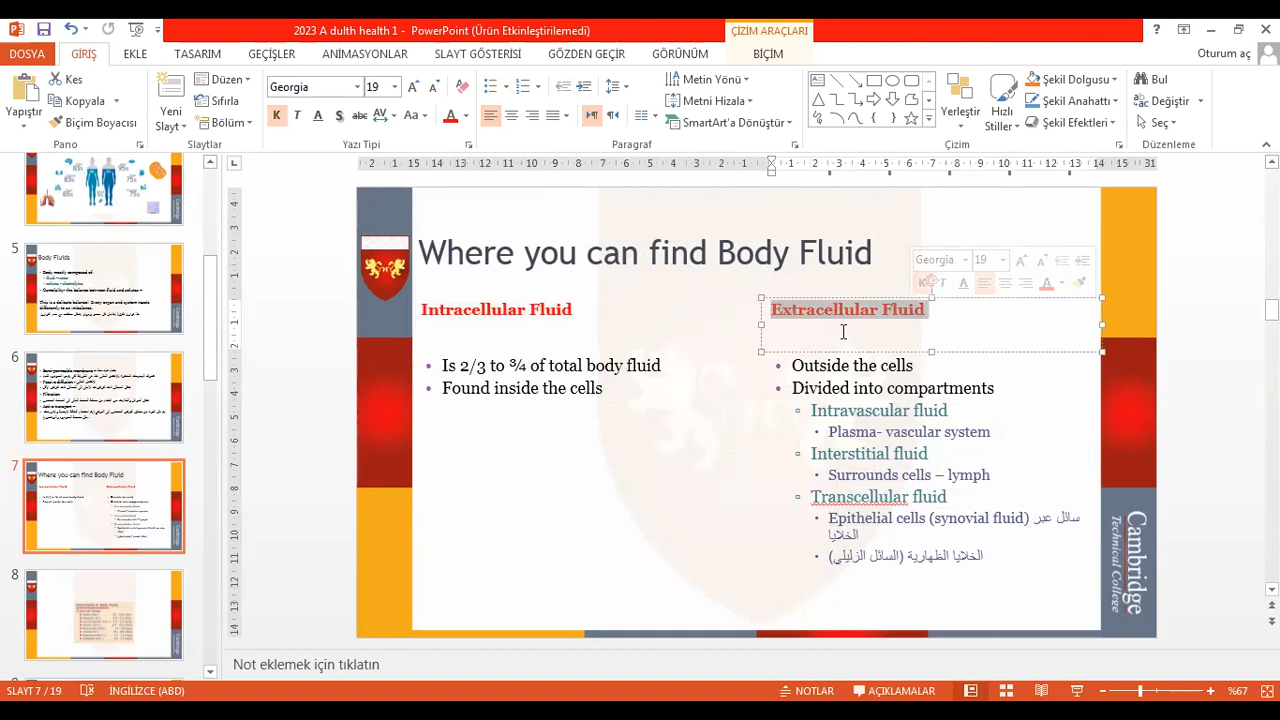 2023 A dulth health 1 - PowerPoint (Ürün Etkinleştirilemedi)
ÇİZİM ARAÇLARI
DOSYA GİRİŞ EKLE TASARIM GEÇİŞLER ANİMASYONLAR SLAYT GÖSTERİSİ GÖZDEN GEÇİR GÖRÜNÜM BİÇİM Oturum aç
Yapıştır
Kes
Kopyala
Biçim Boyacısı
Pano
Yeni Slayt
Düzen
Sıfırla
Bölüm
Slaytlar
Georgia 19
Yazı Tipi
Metin Yönü
Metni Hizala
SmartArt'a Dönüştür
Paragraf
Yerleştir
Hızlı Stiller
Şekil Dolgusu
Şekil Anahattı
Şekil Efektleri
Çizim
Bul
Değiştir
Seç
Düzenleme
5
Body Fluids
6
7
Where you can find Body Fluid
8
Where you can find Body Fluid
Georgia 19
Intracellular Fluid
• Is 2/3 to ¾ of total body fluid
• Found inside the cells
Extracellular Fluid
• Outside the cells
• Divided into compartments
▫ Intravascular fluid
• Plasma- vascular system
▫ Interstitial fluid
• Surrounds cells – lymph
▫ Transcellular fluid
• Epithelial cells (synovial fluid) سائل عبر
الخلايا
• الخلايا الظهارية (السائل الزليلي)
Cambridge
Technical College
Not eklemek için tıklatın
SLAYT 7 / 19 İNGİLİZCE (ABD) NOTLAR AÇIKLAMALAR %67